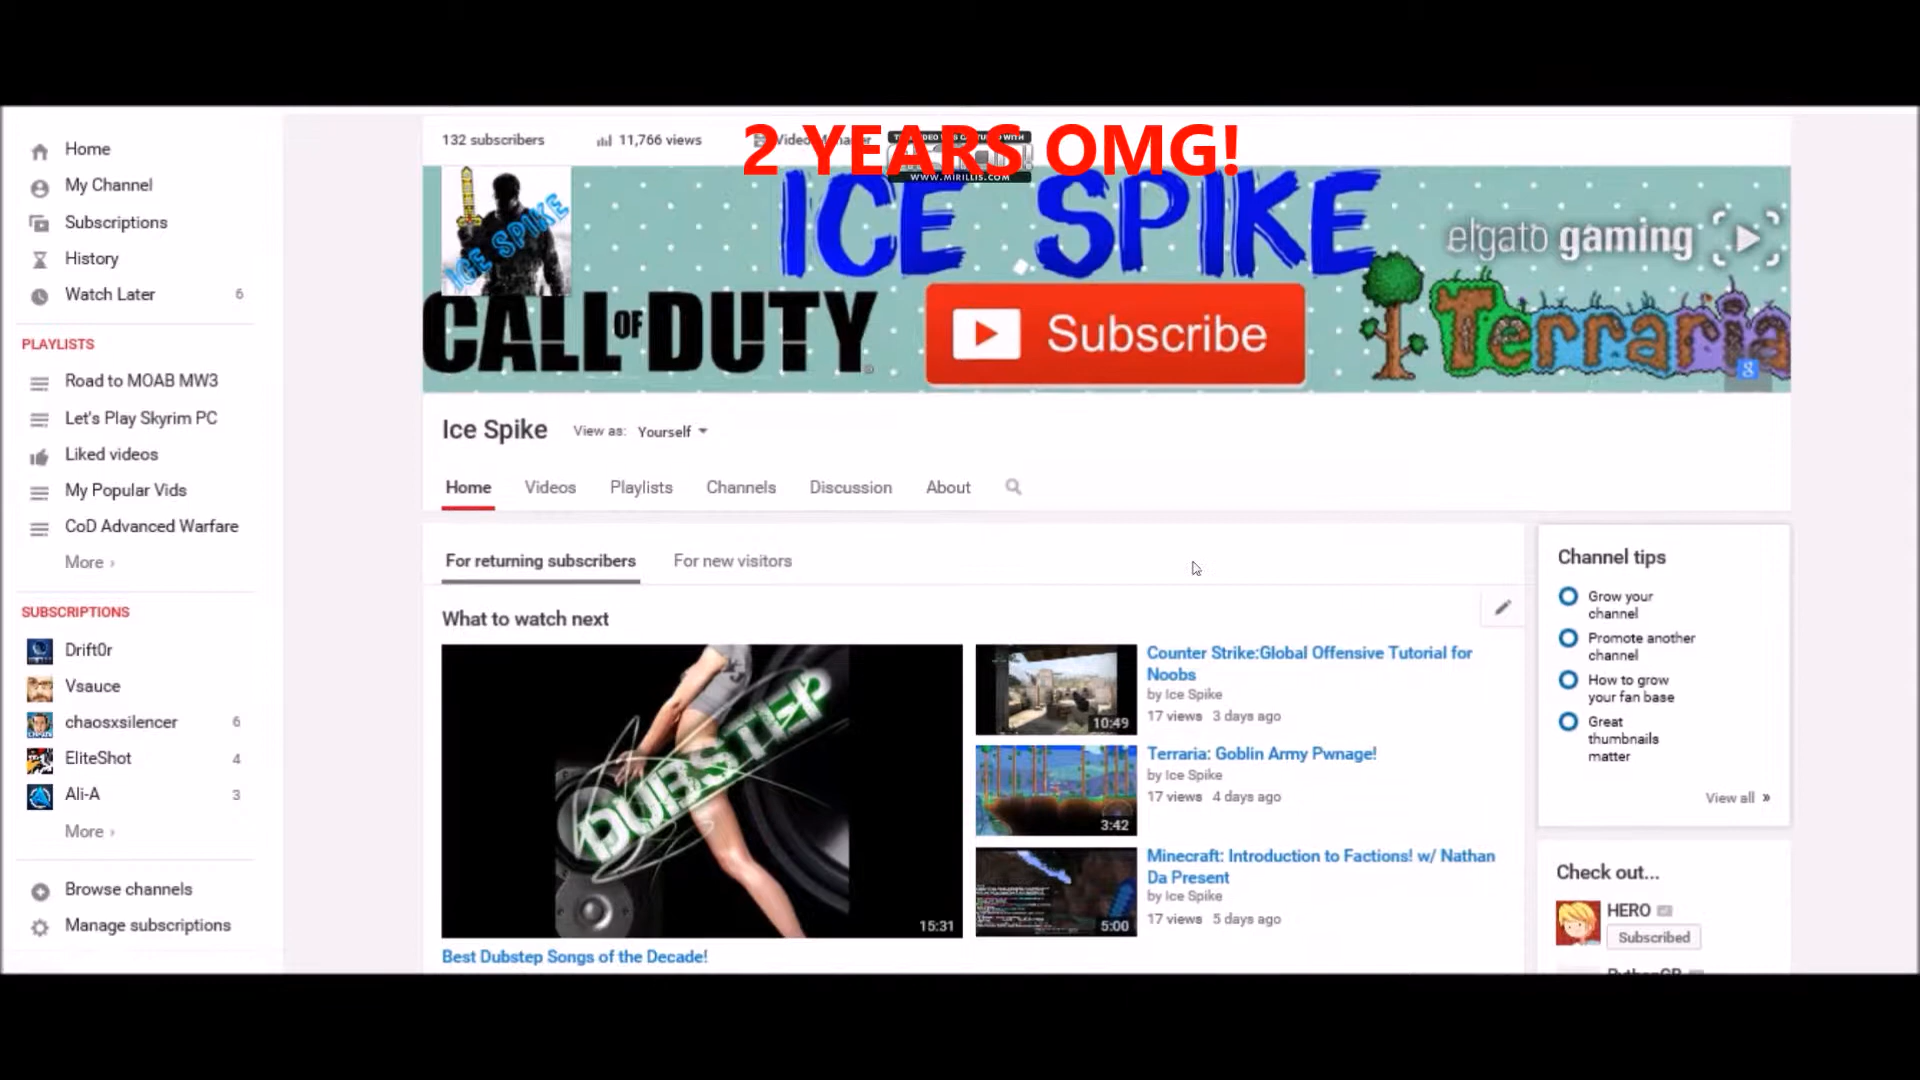 132 subscribers
11,766 views
2 YEARS OMG!
WWW.MIRILLIS.COM
Home
My Channel
Subscriptions
History
Watch Later 6
PLAYLISTS
Road to MOAB MW3
Let's Play Skyrim PC
Liked videos
My Popular Vids
CoD Advanced Warfare
More ›
SUBSCRIPTIONS
Drift0r
Vsauce
chaosxsilencer 6
EliteShot 4
Ali-A 3
More ›
Browse channels
Manage subscriptions
ICE SPIKE
ICE SPIKE
elgato gaming
CALL OF DUTY
Subscribe
Terraria
g
Ice Spike View as: Yourself
Home Videos Playlists Channels Discussion About
For returning subscribers For new visitors
What to watch next
DUBSTEP
15:31
Best Dubstep Songs of the Decade!
10:49
Counter Strike:Global Offensive Tutorial for
Noobs
by Ice Spike
17 views 3 days ago
3:42
Terraria: Goblin Army Pwnage!
by Ice Spike
17 views 4 days ago
5:00
Minecraft: Introduction to Factions! w/ Nathan
Da Present
by Ice Spike
17 views 5 days ago
Channel tips
Grow your
channel
Promote another
channel
How to grow
your fan base
Great
thumbnails
matter
View all »
Check out...
HERO
Subscribed